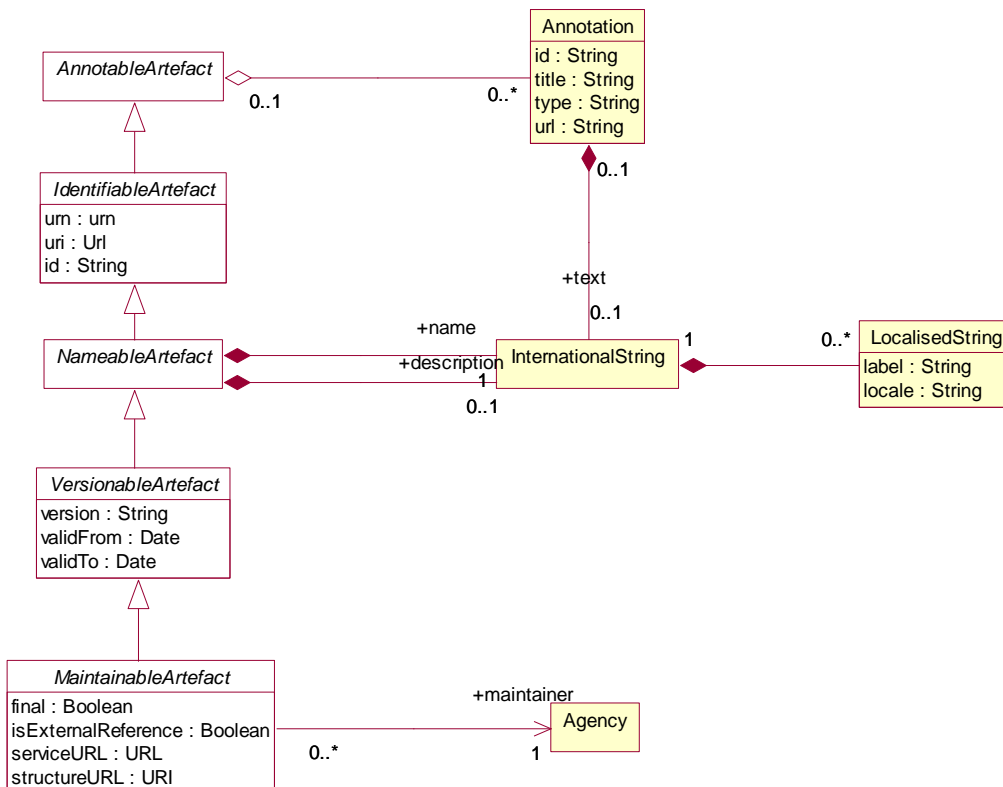 Annotation
id : String
title : String
type : String
url : String
AnnotableArtefact
0..1
0..*
0..1
IdentifiableArtefact
urn : urn
uri : Url
id : String
+text
0..1
+name
1
0..*
NameableArtefact
+description
1
0..1
InternationalString
LocalisedString
label : String
locale : String
VersionableArtefact
version : String
validFrom : Date
validTo : Date
MaintainableArtefact
final : Boolean
isExternalReference : Boolean
serviceURL : URL
structureURL : URI
+maintainer
0..*
1
Agency